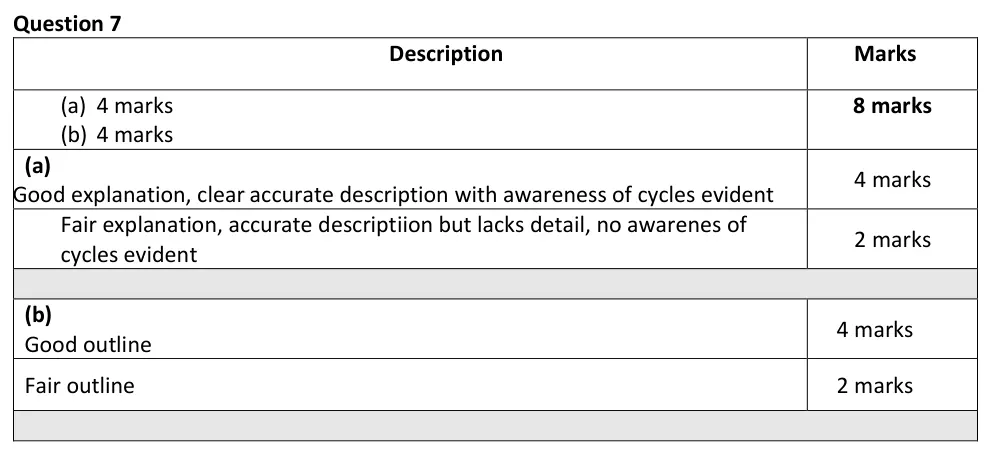 Question 7
Description Marks
(a) 4 marks 8 marks
(b) 4 marks
(a)
Good explanation, clear accurate description with awareness of cycles evident 4 marks
Fair explanation, accurate descriptiion but lacks detail, no awarenes of
cycles evident 2 marks
(b)
Good outline 4 marks
Fair outline 2 marks